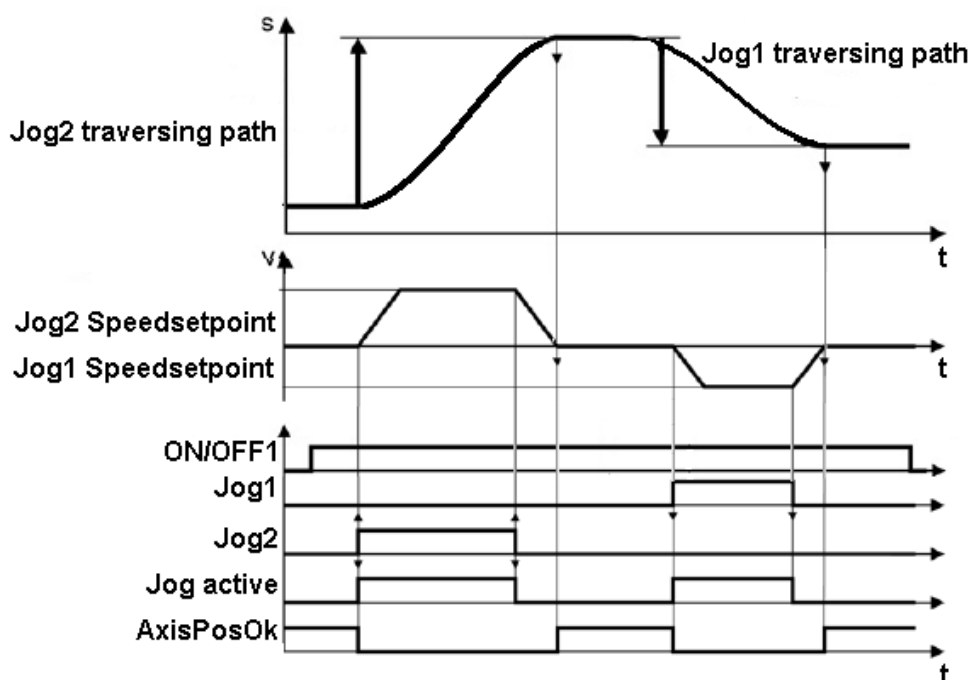 S
Jog1 traversing path
Jog2 traversing path
t
V
Jog2 Speedsetpoint
Jog1 Speedsetpoint
t
ON/OFF1
Jog1
Jog2
Jog active
AxisPosOk
t